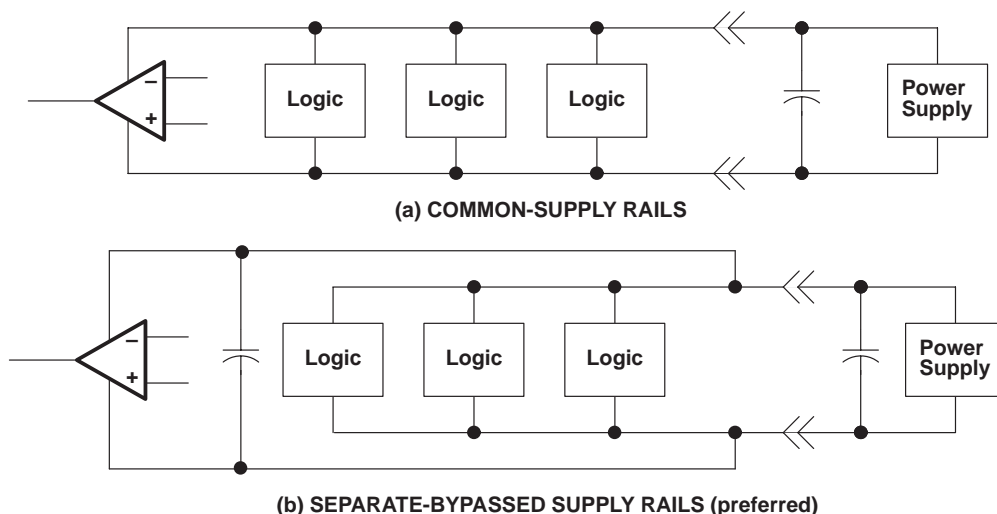 Logic Logic Logic Power
Supply
−
+
(a) COMMON-SUPPLY RAILS
−
+
Logic Logic Logic Power
Supply
(b) SEPARATE-BYPASSED SUPPLY RAILS (preferred)